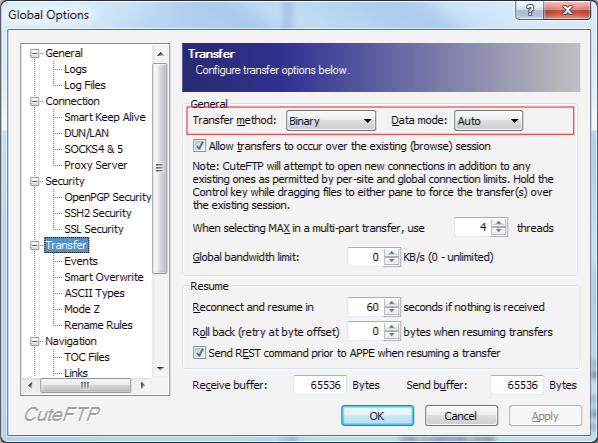 Global Options
General
Logs
Log Files
Connection
Smart Keep Alive
DUN/LAN
SOCKS4 & 5
Proxy Server
Security
OpenPGP Security
SSH2 Security
SSL Security
Transfer
Events
Smart Overwrite
ASCII Types
Mode Z
Rename Rules
Navigation
TOC Files
Links
Transfer
Configure transfer options below.
General
Transfer method: Binary Data mode: Auto
Allow transfers to occur over the existing (browse) session
Note: CuteFTP will attempt to open new connections in addition to any
existing ones as permitted by per-site and global connection limits. Hold the
Control key while dragging files to either pane to force the transfer(s) over
the existing session.
When selecting MAX in a multi-part transfer, use 4 threads
Global bandwidth limit: 0 KB/s (0 - unlimited)
Resume
Reconnect and resume in 60 seconds if nothing is received
Roll back (retry at byte offset) 0 bytes when resuming transfers
Send REST command prior to APPE when resuming a transfer
Receive buffer: 65536 Bytes Send buffer: 65536 Bytes
CuteFTP
OK Cancel Apply